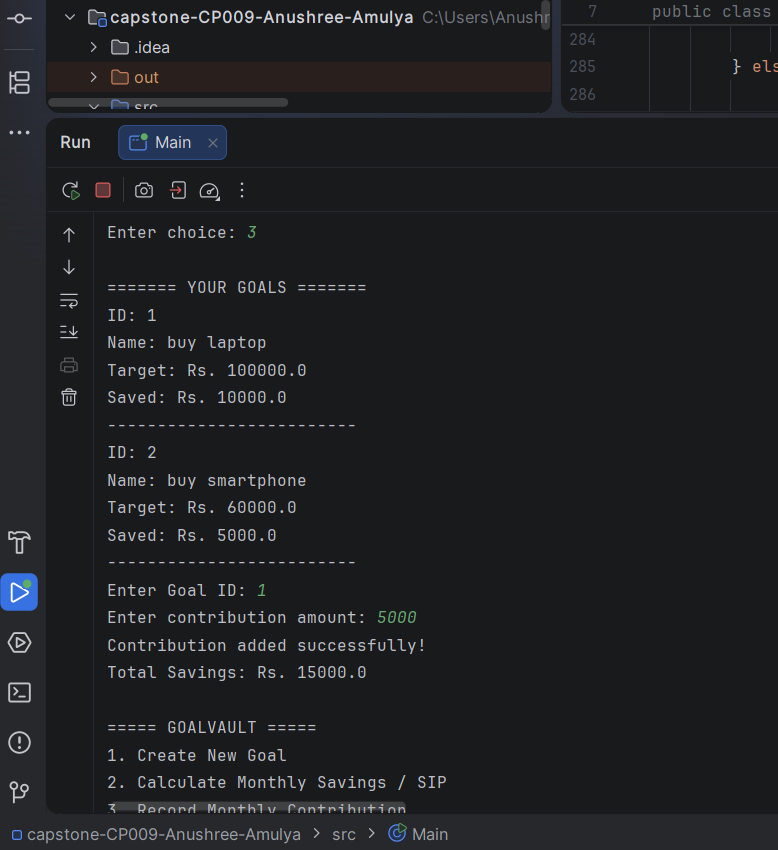 capstone-CP009-Anushree-Amulya C:\Users\Anushr
.idea
out
src
7 public class
284
285 } els
286
Run Main
Enter choice: 3
======= YOUR GOALS =======
ID: 1
Name: buy laptop
Target: Rs. 100000.0
Saved: Rs. 10000.0
-------------------------
ID: 2
Name: buy smartphone
Target: Rs. 60000.0
Saved: Rs. 5000.0
-------------------------
Enter Goal ID: 1
Enter contribution amount: 5000
Contribution added successfully!
Total Savings: Rs. 15000.0
===== GOALVAULT =====
1. Create New Goal
2. Calculate Monthly Savings / SIP
3. Record Monthly Contribution
capstone-CP009-Anushree-Amulya > src > Main